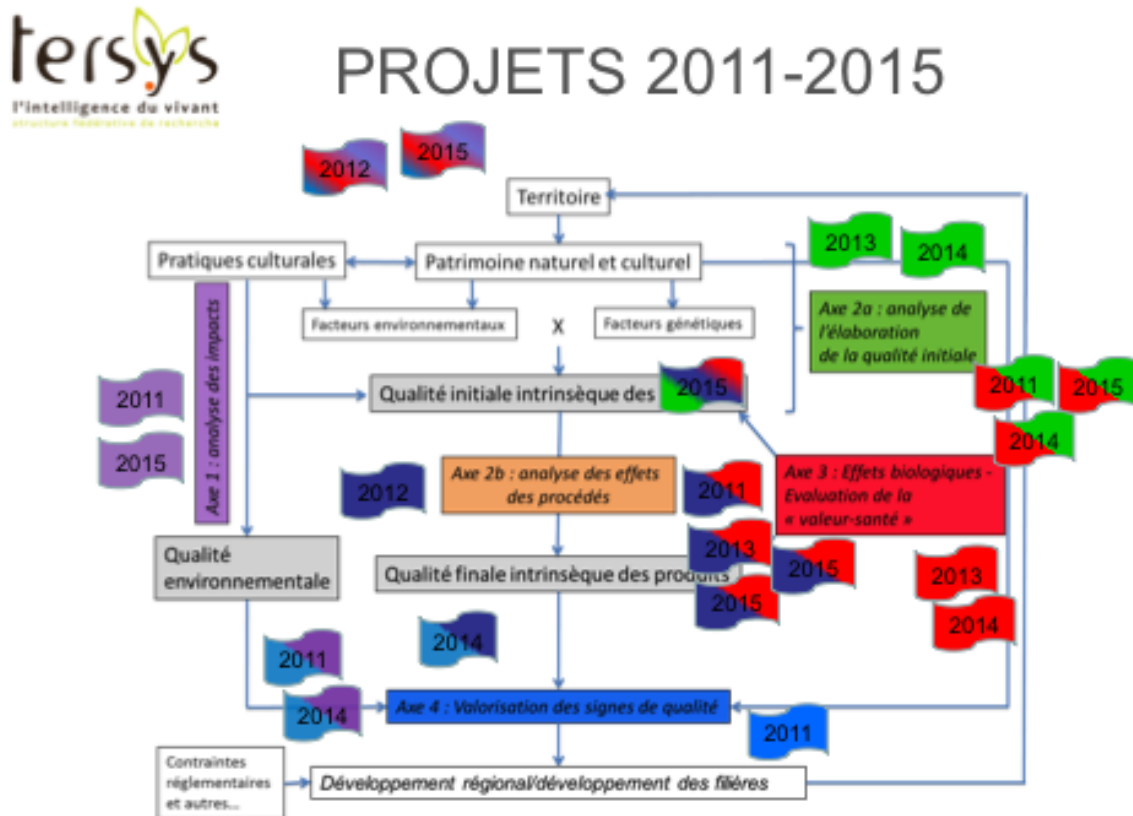 tersys
l'intelligence du vivant
structure fédérative de recherche
PROJETS 2011-2015
2012
2015
Territoire
2013
2014
Pratiques culturales
Patrimoine naturel et culturel
Facteurs environnementaux
X
Facteurs génétiques
Axe 2a : analyse de
l'élaboration
de la qualité initiale
Axe 1 : analyse des impacts
2011
2015
Qualité initiale intrinsèque des
2015
2011
2015
2014
2012
Axe 2b : analyse des effets
des procédés
2011
Axe 3 : Effets biologiques -
Evaluation de la
« valeur-santé »
2013
2015
2015
Qualité
environnementale
Qualité finale intrinsèque des produits
2013
2014
2014
2011
2014
Axe 4 : Valorisation des signes de qualité
2011
Contraintes
réglementaires
et autres...
Développement régional/développement des filières